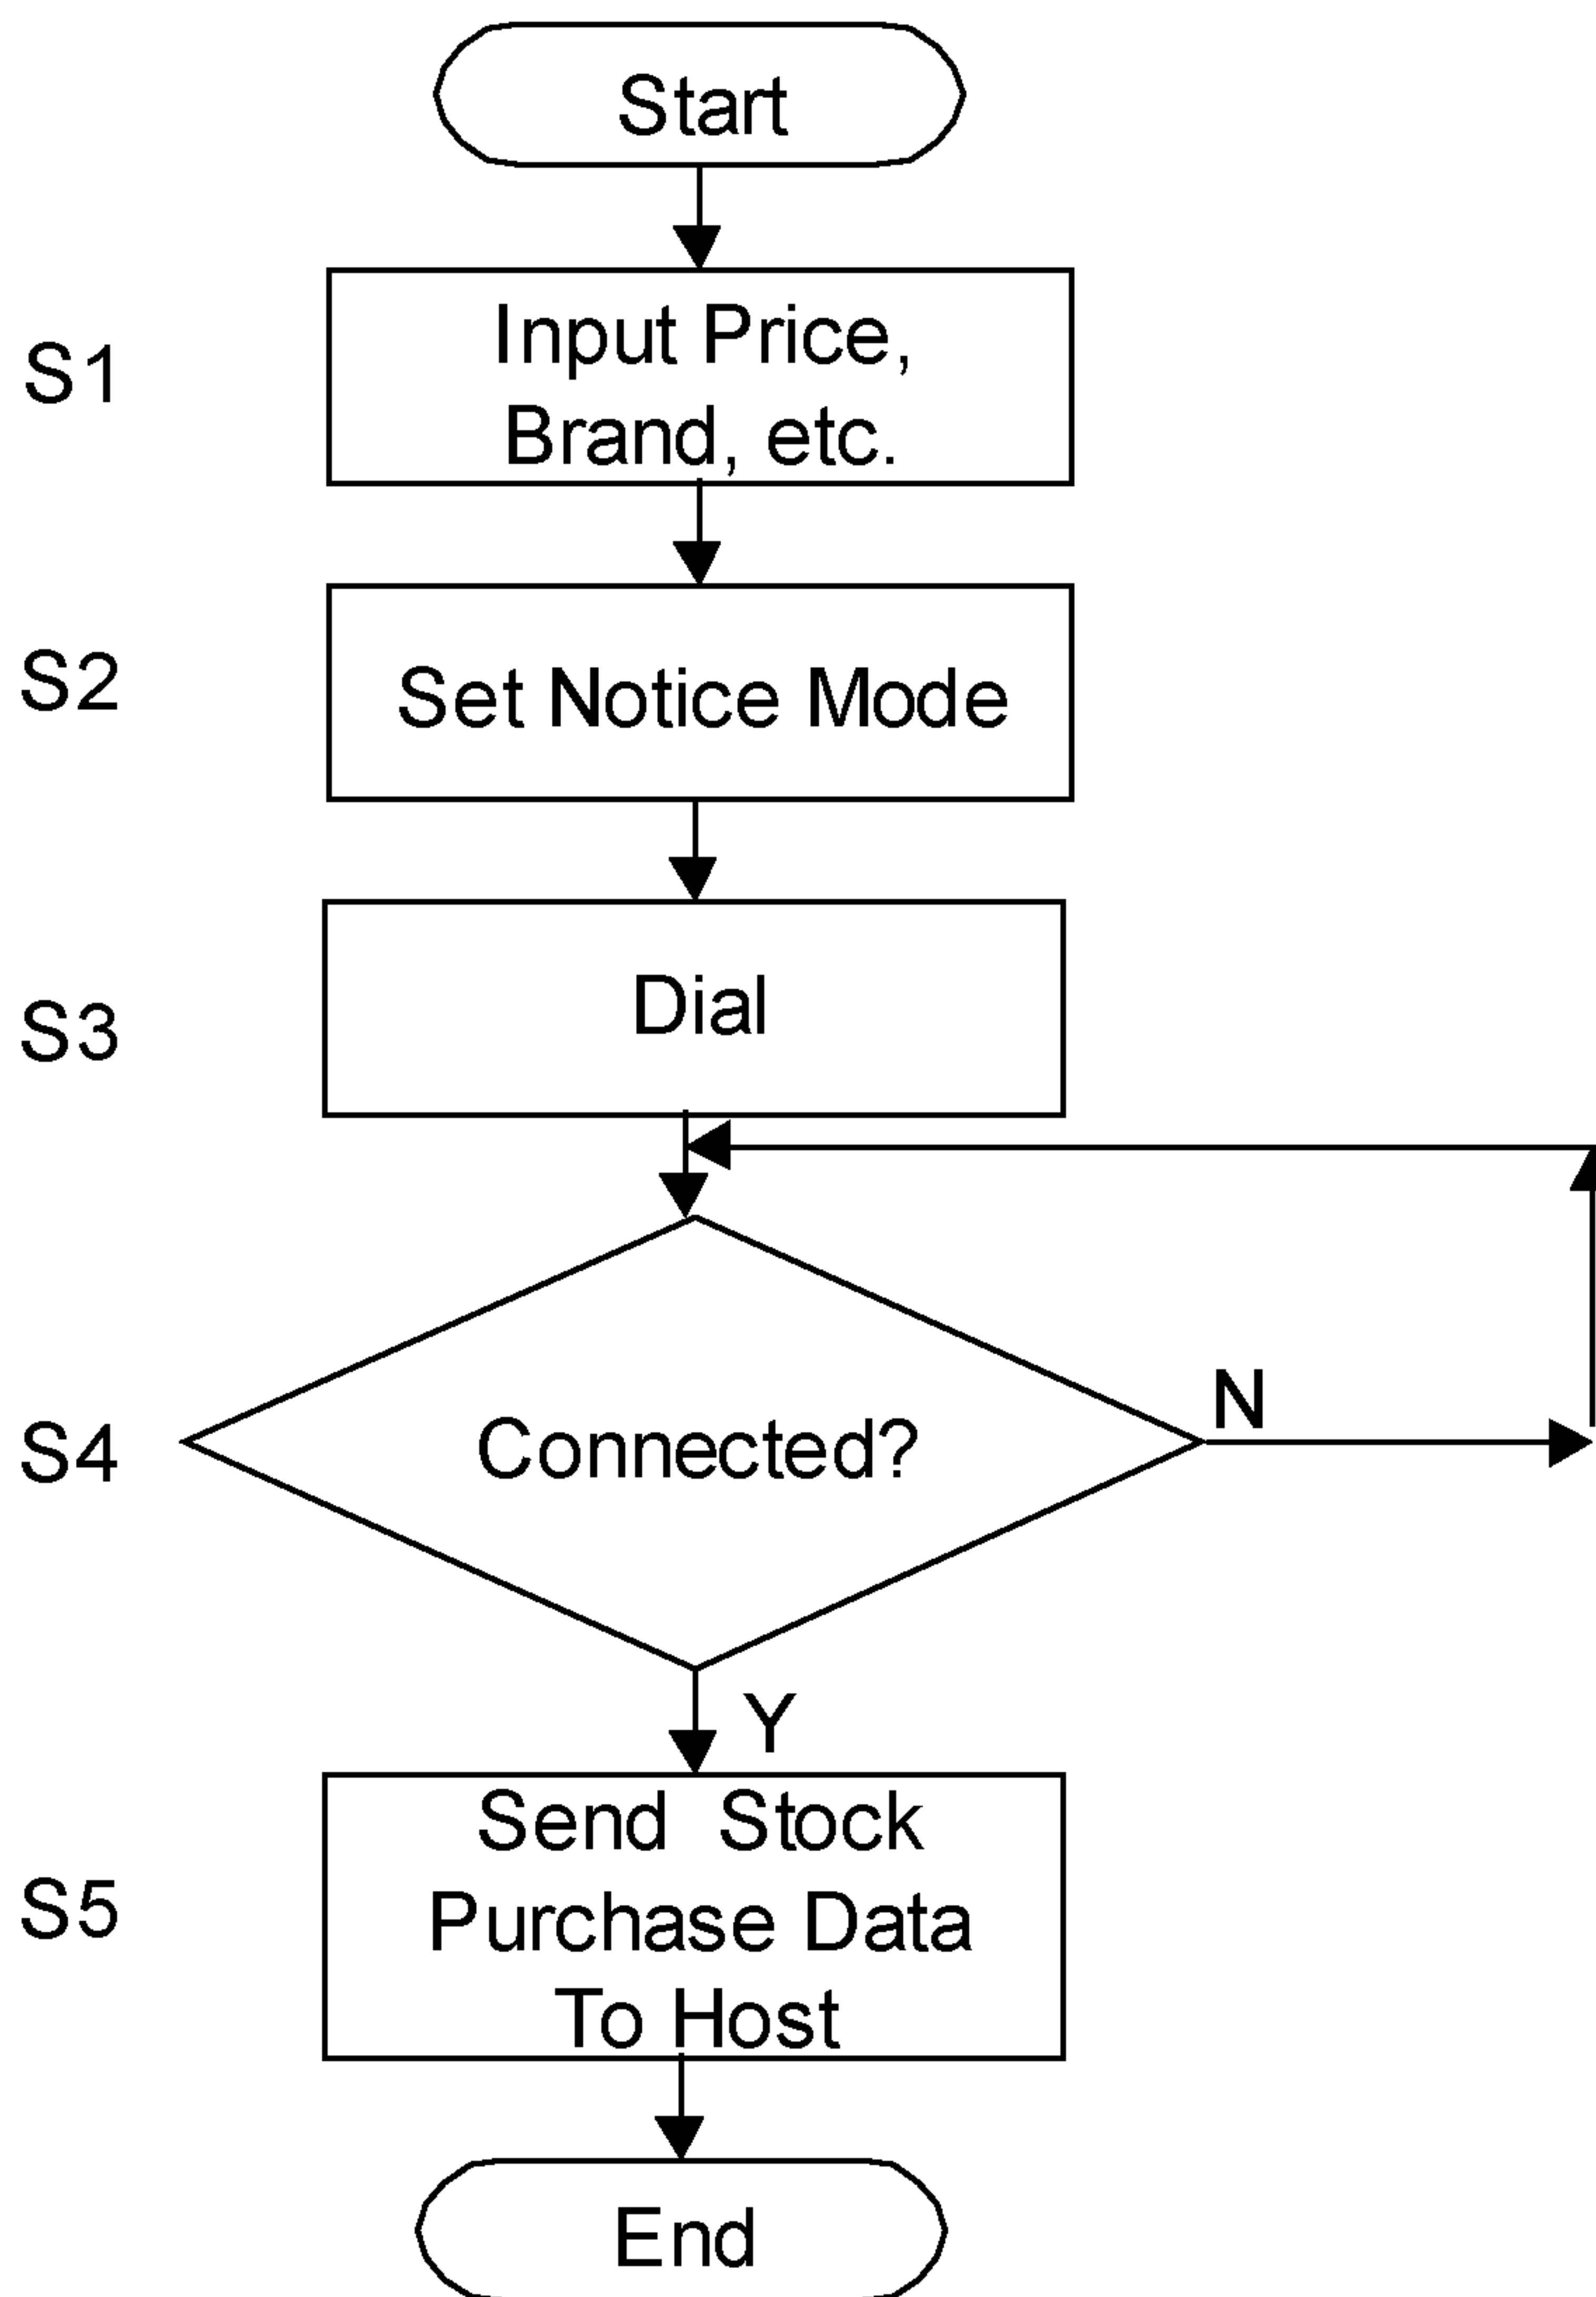 Start
S1
Input Price,
Brand, etc.
S2
Set Notice Mode
S3
Dial
S4
Connected?
N
Y
S5
Send Stock
Purchase Data
To Host
End